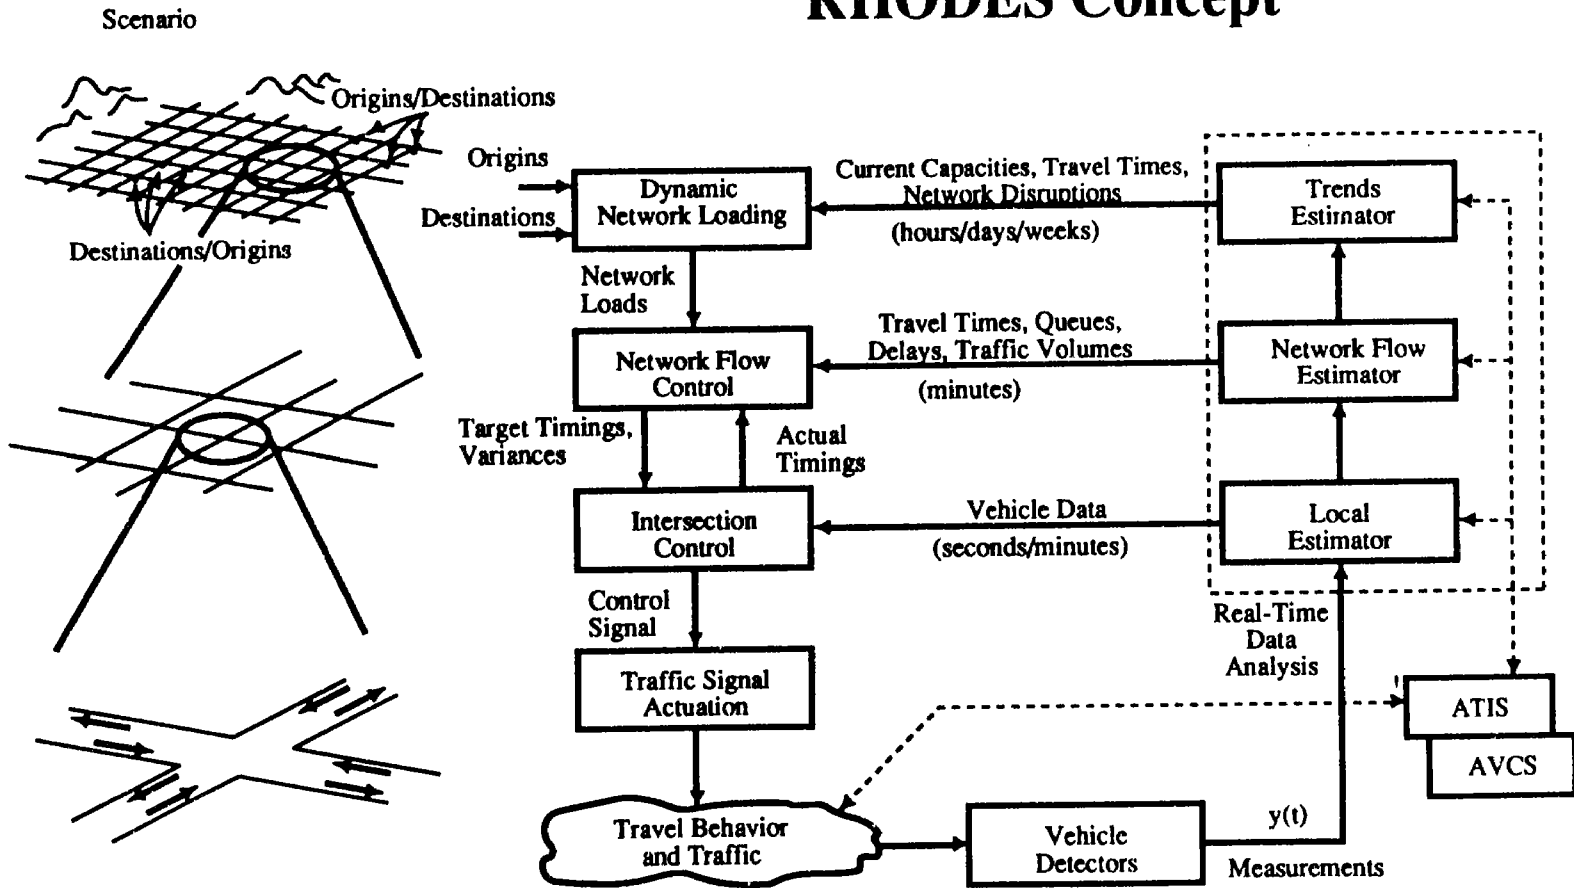 RHODES Concept
Scenario
Origins/Destinations
Origins
Destinations
Destinations/Origins
Dynamic
Network Loading
Current Capacities, Travel Times,
Network Disruptions
(hours/days/weeks)
Trends
Estimator
Network
Loads
Network Flow
Control
Travel Times, Queues,
Delays, Traffic Volumes
(minutes)
Network Flow
Estimator
Target Timings,
Variances
Actual
Timings
Intersection
Control
Vehicle Data
(seconds/minutes)
Local
Estimator
Control
Signal
Real-Time
Data
Analysis
Traffic Signal
Actuation
ATIS
AVCS
Travel Behavior
and Traffic
Vehicle
Detectors
y(t)
Measurements